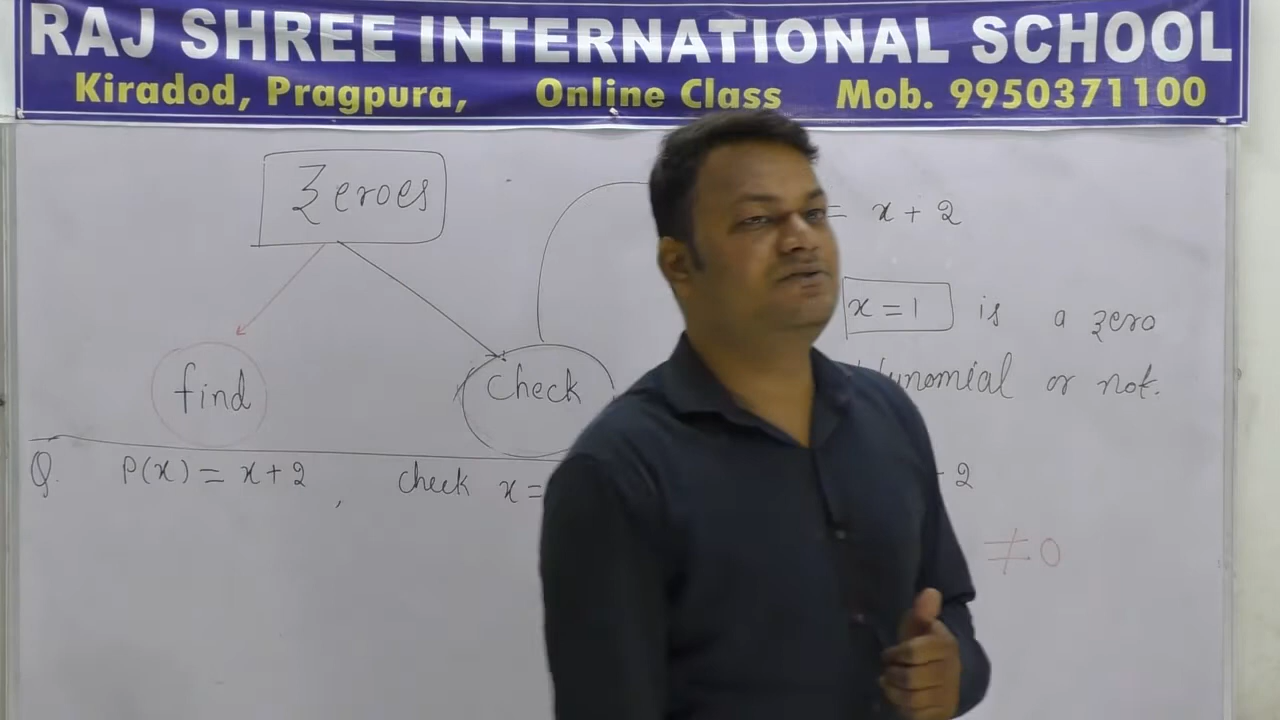 RAJ SHREE INTERNATIONAL SCHOOL
Kiradod, Pragpura, Online Class Mob. 9950371100
Zeroes
= x + 2
x = 1 is a zero
or not.
find
check
Q. P(x) = x + 2 , check x =
2
≠ 0